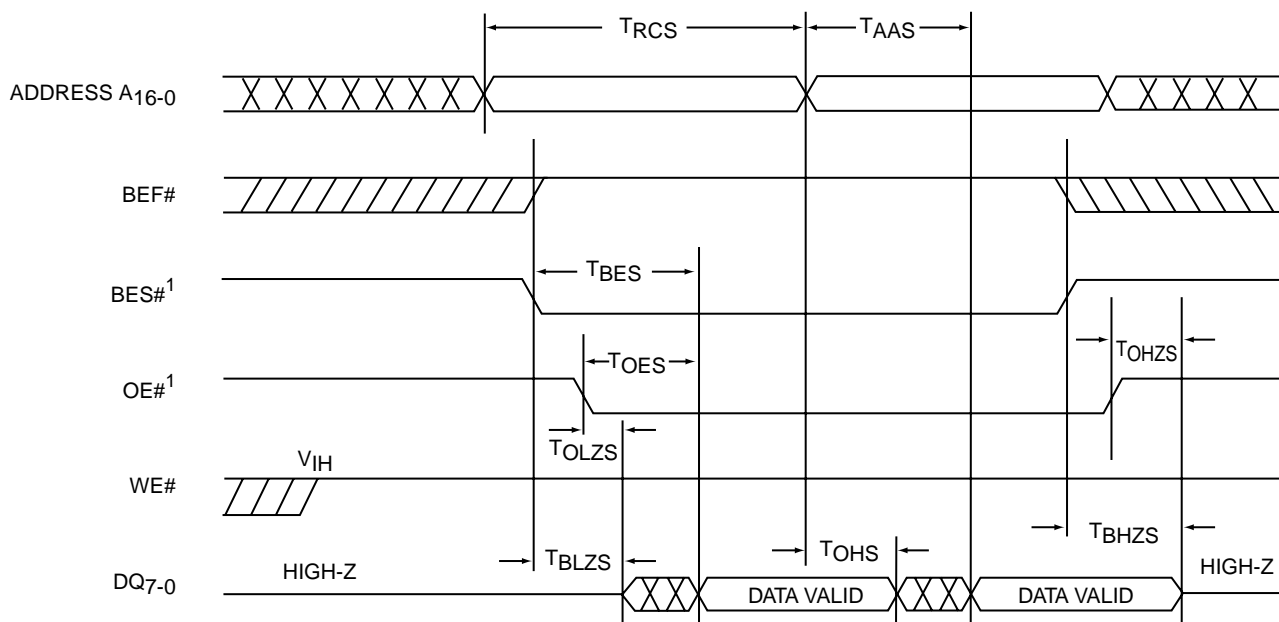 TRCS
TAAS
ADDRESS A16-0
BEF#
TBES
BES#1
TOHZS
TOES
OE#1
TOLZS
VIH
WE#
TBHZS
TBLZS
TOHS
HIGH-Z
HIGH-Z
DQ7-0
DATA VALID
DATA VALID